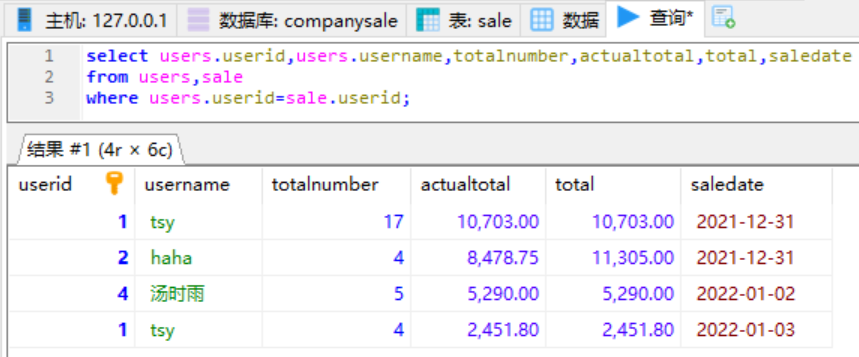 主机: 127.0.0.1 数据库: companysale 表: sale 数据 查询*
1 select users.userid,users.username,totalnumber,actualtotal,total,saledate
2 from users,sale
3 where users.userid=sale.userid;
结果 #1 (4r × 6c)
userid username totalnumber actualtotal total saledate
1 tsy 17 10,703.00 10,703.00 2021-12-31
2 haha 4 8,478.75 11,305.00 2021-12-31
4 汤时雨 5 5,290.00 5,290.00 2022-01-02
1 tsy 4 2,451.80 2,451.80 2022-01-03